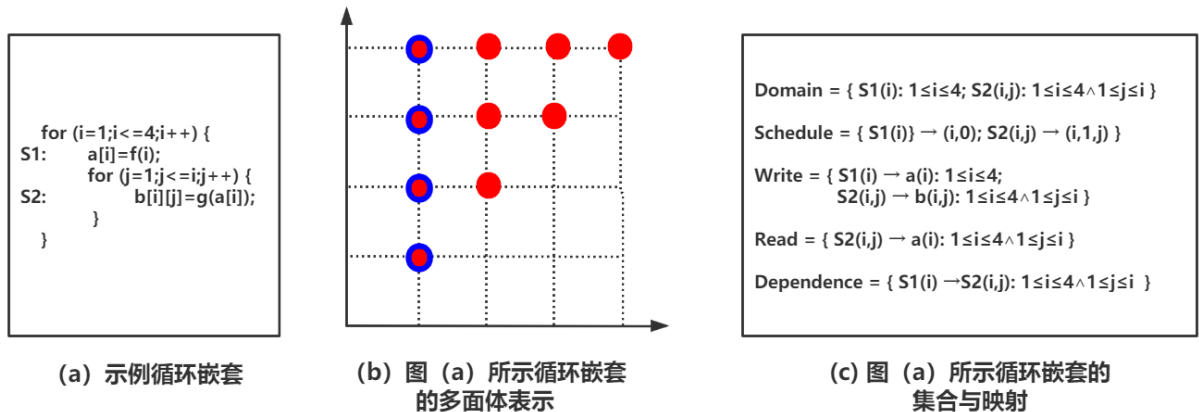 for (i=1;i<=4;i++) {
S1: a[i]=f(i);
for (j=1;j<=i;j++) {
S2: b[i][j]=g(a[i]);
}
}
(a) 示例循环嵌套
(b) 图 (a) 所示循环嵌套
的多面体表示
Domain = { S1(i): 1≤i≤4; S2(i,j): 1≤i≤4∧1≤j≤i }
Schedule = { S1(i)} → (i,0); S2(i,j) → (i,1,j) }
Write = { S1(i) → a(i): 1≤i≤4;
S2(i,j) → b(i,j): 1≤i≤4∧1≤j≤i }
Read = { S2(i,j) → a(i): 1≤i≤4∧1≤j≤i }
Dependence = { S1(i) →S2(i,j): 1≤i≤4∧1≤j≤i }
(c) 图 (a) 所示循环嵌套的
集合与映射